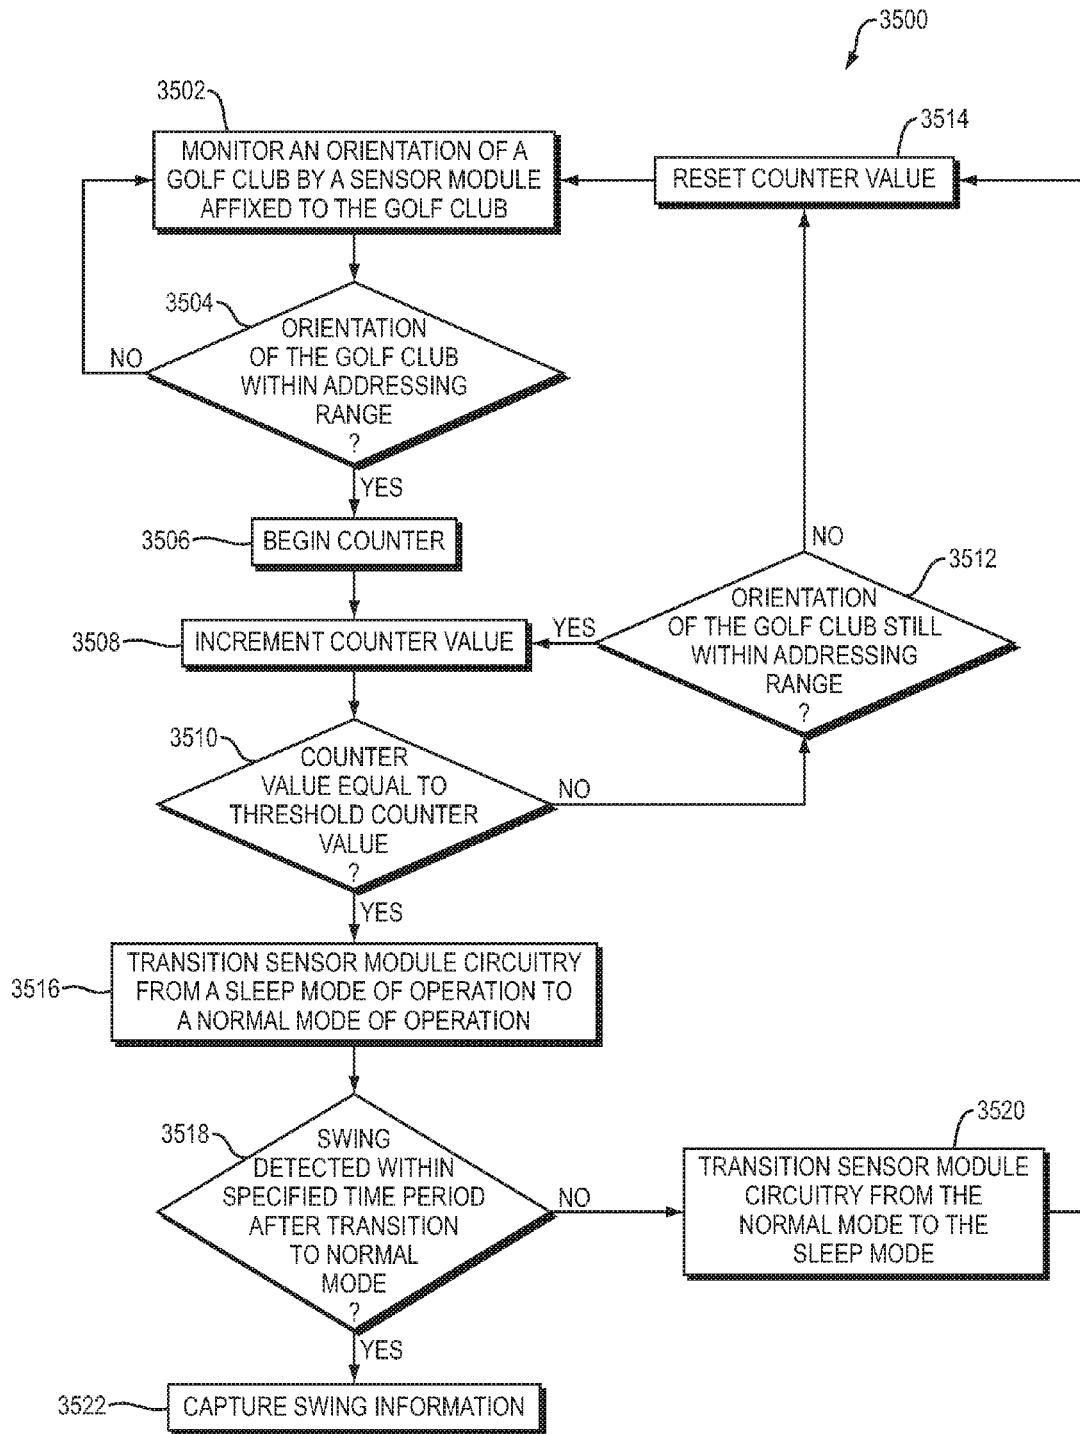 3500
3502
MONITOR AN ORIENTATION OF A
GOLF CLUB BY A SENSOR MODULE
AFFIXED TO THE GOLF CLUB
3514
RESET COUNTER VALUE
3504
ORIENTATION
OF THE GOLF CLUB
WITHIN ADDRESSING
RANGE
?
NO
YES
3506
BEGIN COUNTER
3508
INCREMENT COUNTER VALUE
3512
NO
ORIENTATION
OF THE GOLF CLUB STILL
WITHIN ADDRESSING
RANGE
?
YES
3510
COUNTER
VALUE EQUAL TO
THRESHOLD COUNTER
VALUE
?
NO
YES
3516
TRANSITION SENSOR MODULE CIRCUITRY
FROM A SLEEP MODE OF OPERATION TO
A NORMAL MODE OF OPERATION
3518
SWING
DETECTED WITHIN
SPECIFIED TIME PERIOD
AFTER TRANSITION
TO NORMAL
MODE
?
NO
3520
TRANSITION SENSOR MODULE
CIRCUITRY FROM THE
NORMAL MODE TO THE
SLEEP MODE
YES
3522
CAPTURE SWING INFORMATION